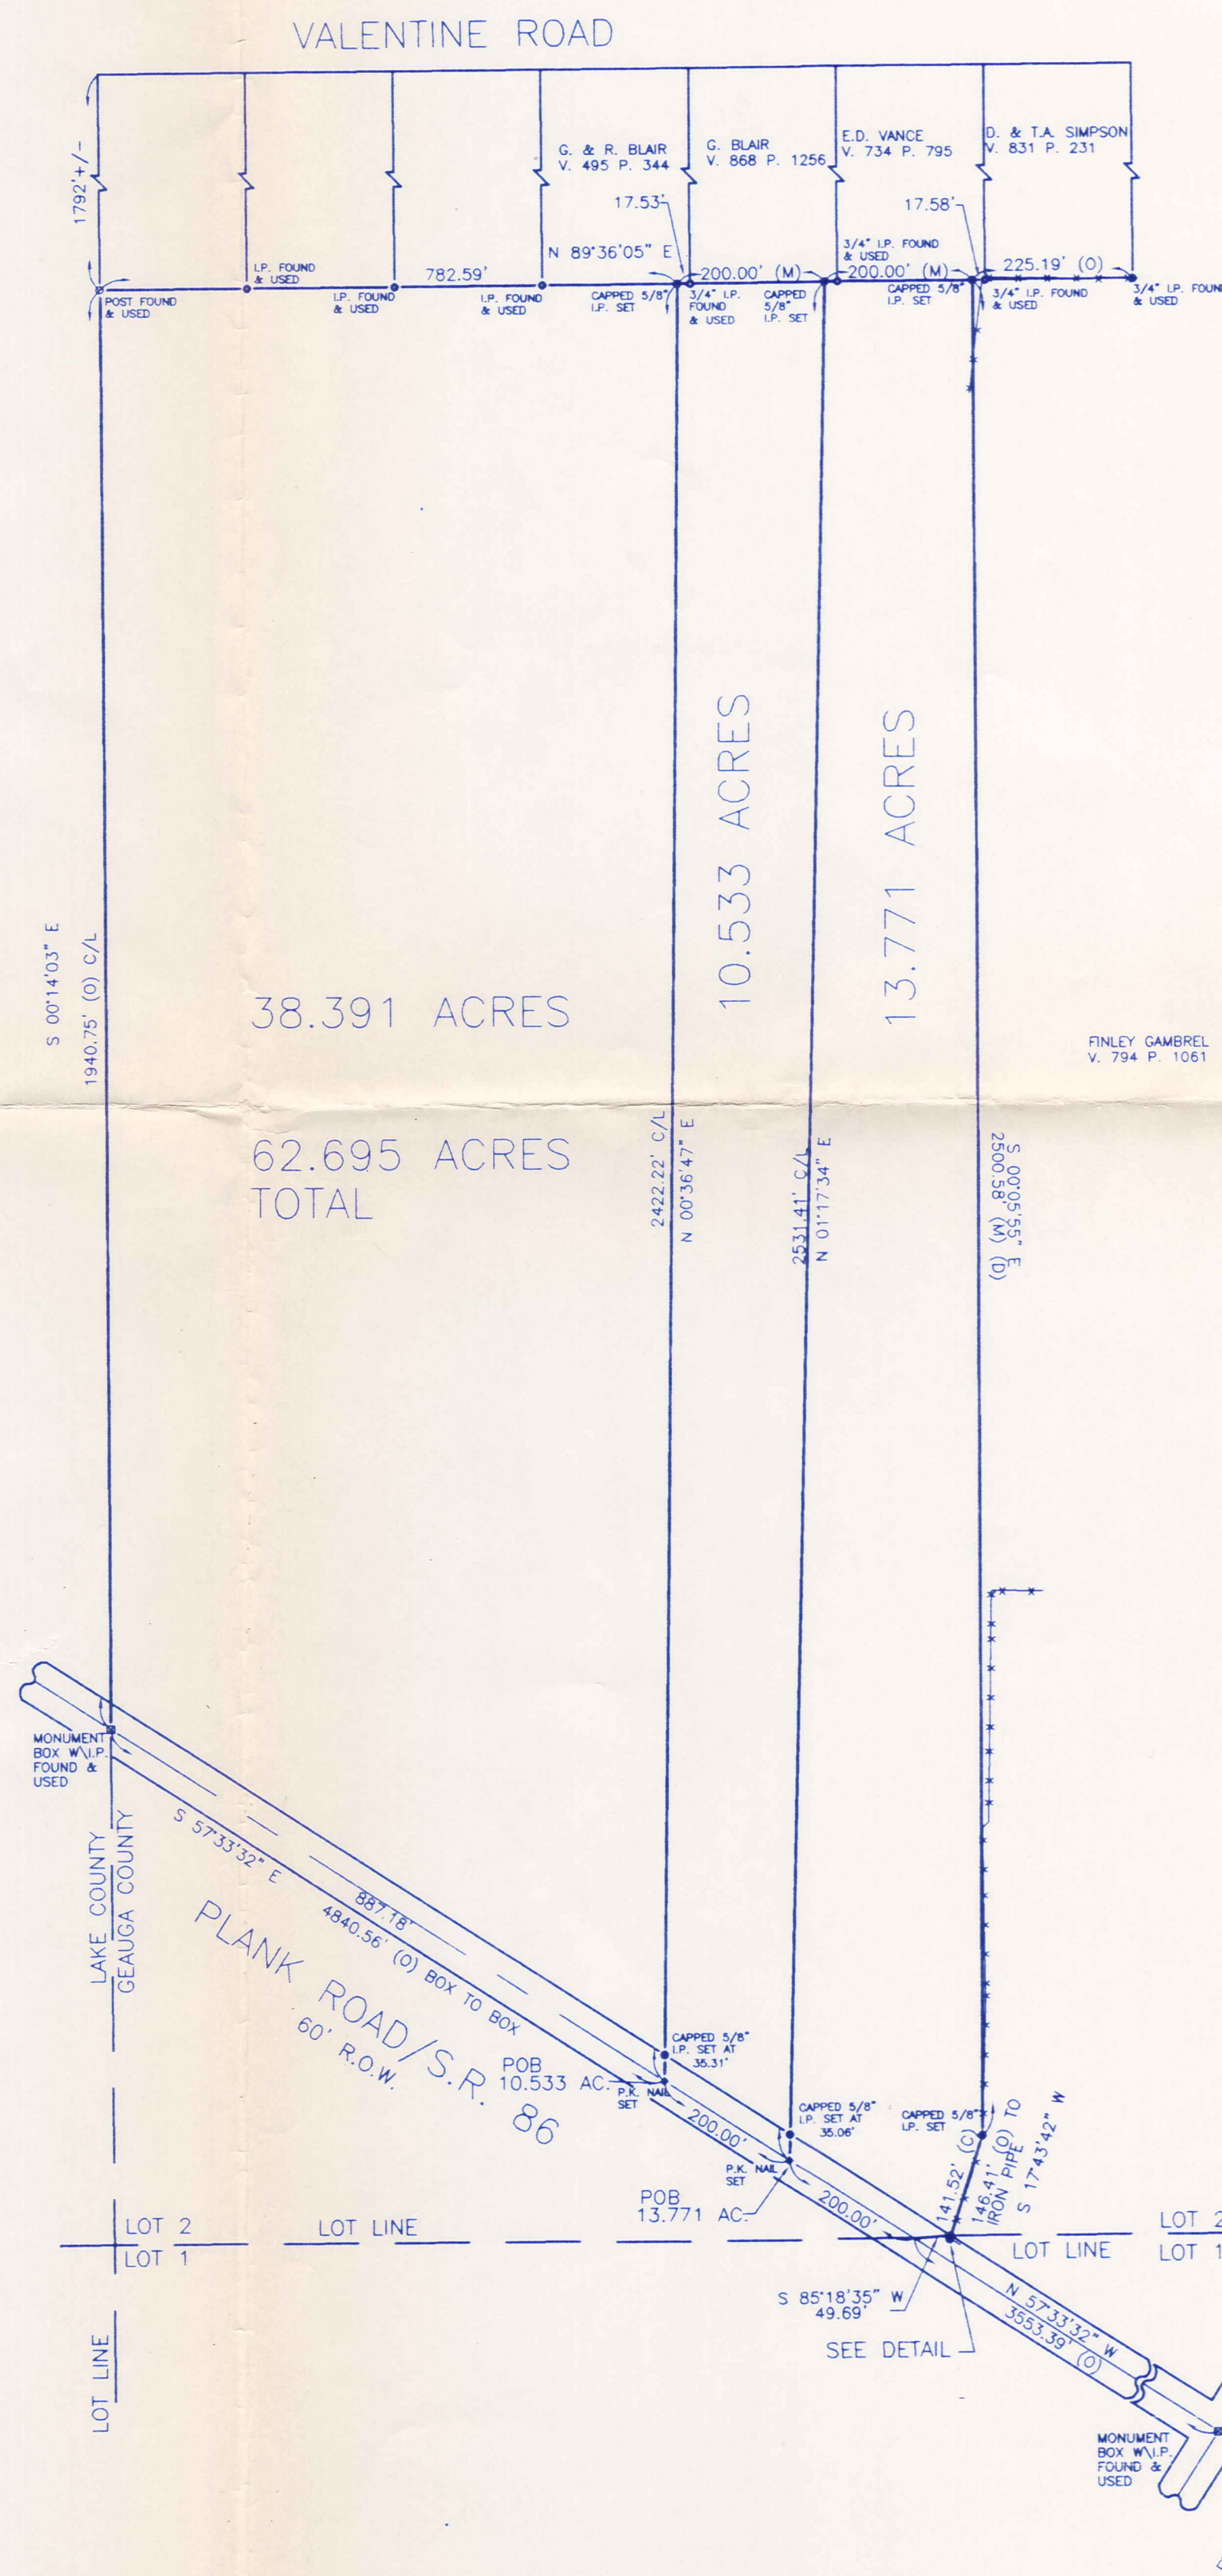 VALENTINE ROAD
1792'+/-
G. & R. BLAIR
V. 495 P. 344
G. BLAIR
V. 868 P. 1256
E.D. VANCE
V. 734 P. 795
D. & T.A. SIMPSON
V. 831 P. 231
17.53'
17.58'
N 89°36'05" E
782.59'
200.00' (M)
200.00' (M)
225.19' (O)
3/4" I.P. FOUND
& USED
I.P. FOUND
& USED
POST FOUND
& USED
I.P. FOUND
& USED
I.P. FOUND
& USED
CAPPED 5/8"
I.P. SET
3/4" I.P.
FOUND
& USED
CAPPED
5/8"
I.P. SET
CAPPED 5/8"
I.P. SET
3/4" I.P. FOUND
& USED
3/4" I.P. FOUN
& USED
10.533 ACRES
13.771 ACRES
S 00°14'03" E
1940.75' (O) C/L
38.391 ACRES
FINLEY GAMBREL
V. 794 P. 1061
62.695 ACRES
TOTAL
2422.22' C/L
N 00°36'47" E
2531.41' C/L
N 01°17'34" E
S 00°05'55" E
2500.58' (M) (D)
MONUMENT
BOX W\I.P.
FOUND &
USED
LAKE COUNTY
GEAUGA COUNTY
S 57°33'32" E
887.18'
4840.56' (O) BOX TO BOX
PLANK ROAD/S.R. 86
60' R.O.W.
CAPPED 5/8"
I.P. SET AT
35.31'
POB
10.533 AC.
P.K. NAIL
SET
200.00'
CAPPED 5/8"
I.P. SET AT
35.06'
CAPPED 5/8"
I.P. SET
P.K. NAIL
SET
POB
13.771 AC.
200.00'
141.52' (C)
146.41' (O) TO
IRON PIPE
S 17°43'42" W
LOT 2
LOT 1
LOT LINE
LOT LINE
LOT 2
LOT 1
S 85°18'35" W
49.69'
SEE DETAIL
N 57°33'32" W
3553.39' (O)
LOT LINE
MONUMENT
BOX W\I.P.
FOUND &
USED